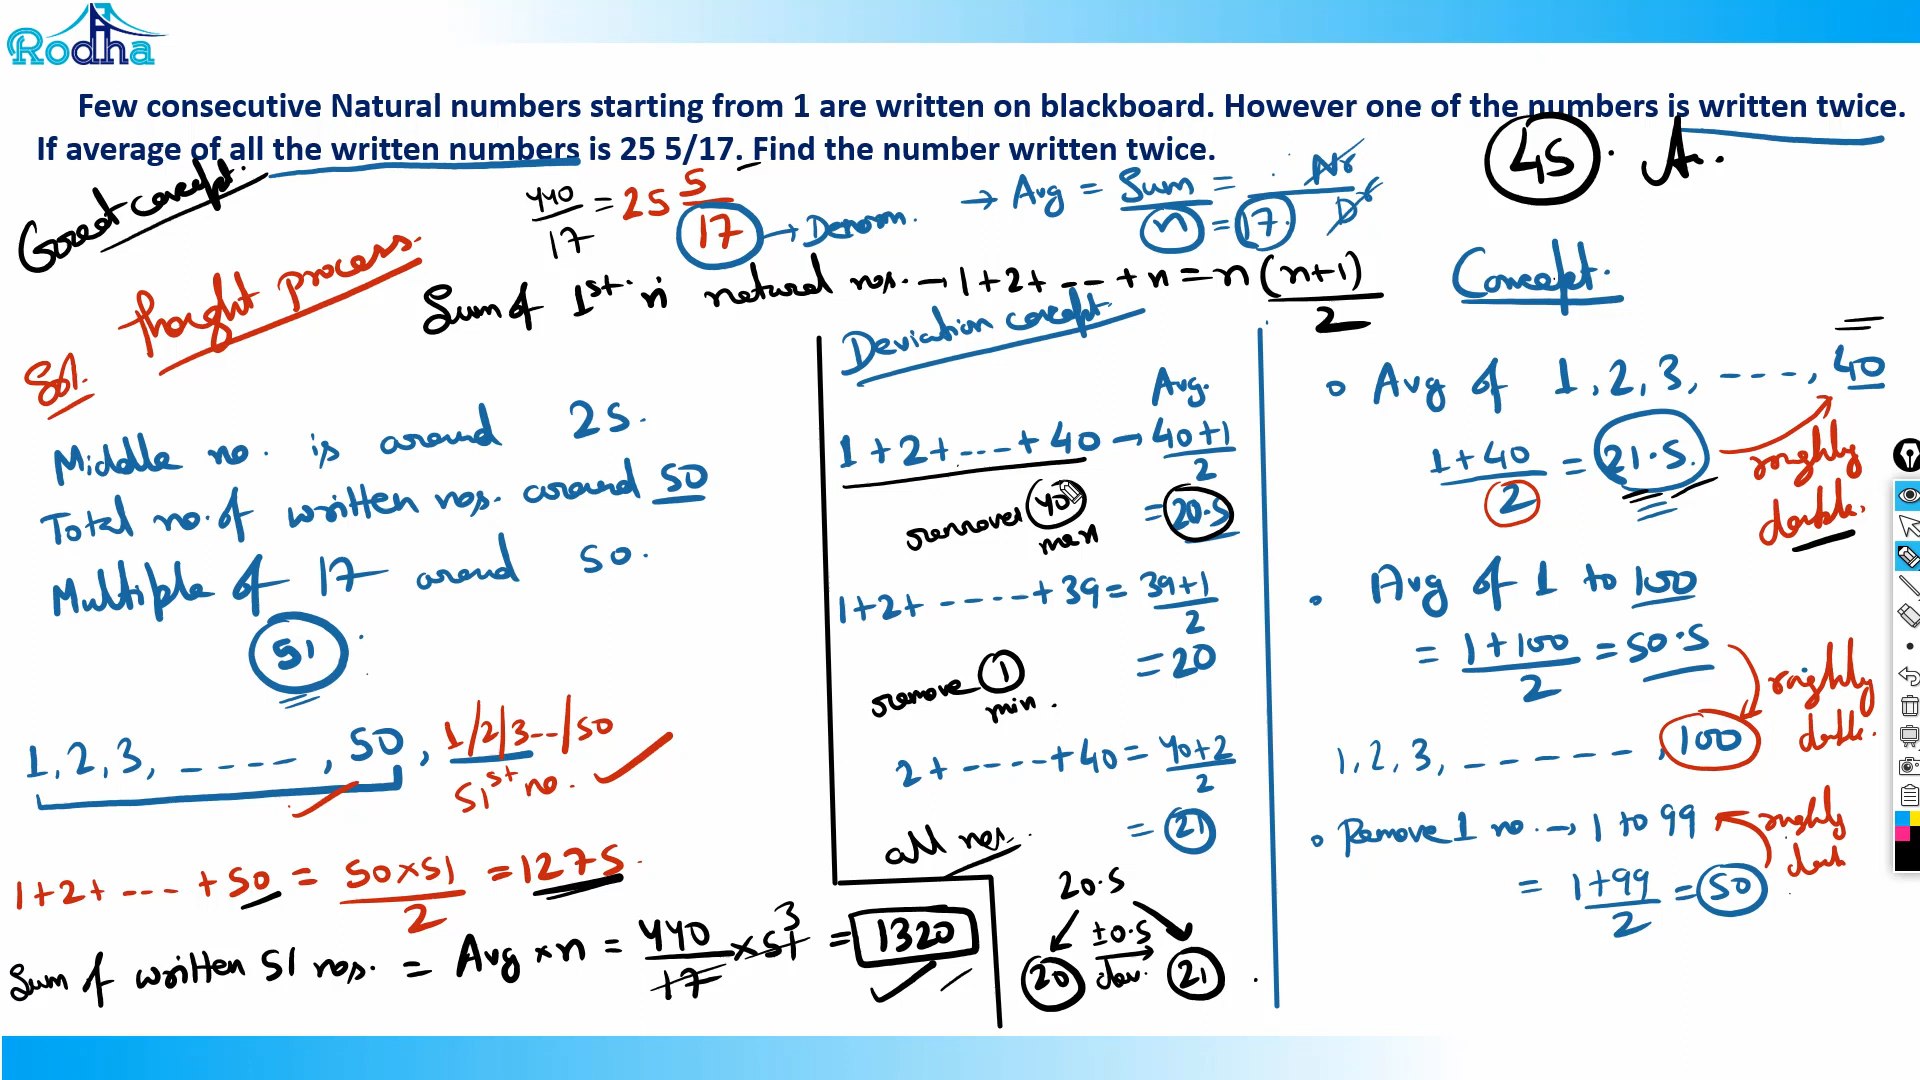 Rodha
Few consecutive Natural numbers starting from 1 are written on blackboard. However one of the numbers is written twice.
If average of all the written numbers is 25 5/17. Find the number written twice.
45. A
Great concept.
thought process.
440/17 = 25 5/17 → Denom.
→ Avg = Sum/n = Nr/Dr
= 17
Sum of 1st n natural nos. → 1+2+ --- + n = n(n+1)/2
Sol.
Middle no. is around 25.
Total no. of written nos. around 50
Multiple of 17 around 50.
51
1, 2, 3, ------, 50, 1/2/3--/50
51st no.
1+2+ --- + 50 = 50×51/2 = 1275
Sum of written 51 nos. = Avg × n = 440/17 × 51 3 = 1320
Deviation concept
Avg.
1 + 2 + ---- + 40 → 40+1/2
= 20.5
removed 40
max
1+2+ ----- + 39 = 39+1/2
= 20
remove 1
min.
2 + ----- + 40 = 40+2/2
= 21
all nos.
20.5
±0.5
20 dev. 21
Concept.
Avg of 1, 2, 3, ----, 40
1+40/2 = 21.5
roughly
double.
Avg of 1 to 100
= 1+100/2 = 50.5
roughly
double.
1, 2, 3, ------, 100
Remove 1 no. → 1 to 99
roughly
= 1+99/2 = 50